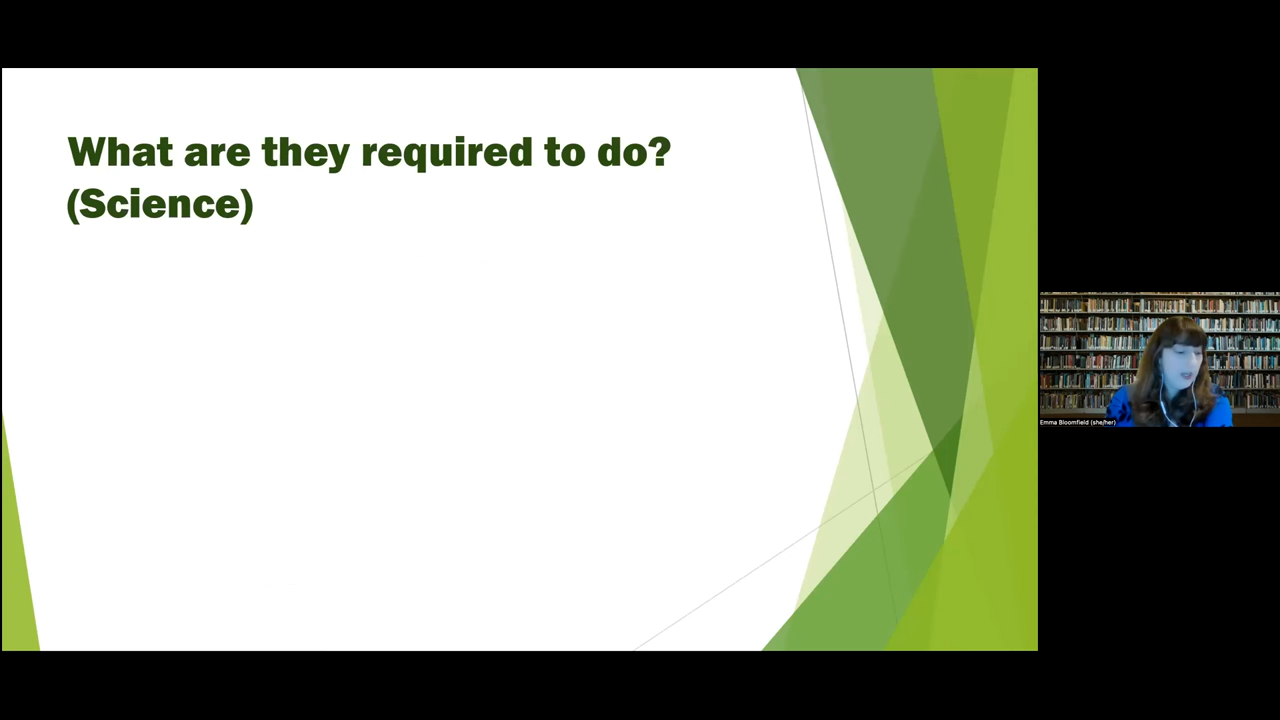 What are they required to do?
(Science)
Emma Bloomfield (she/her)